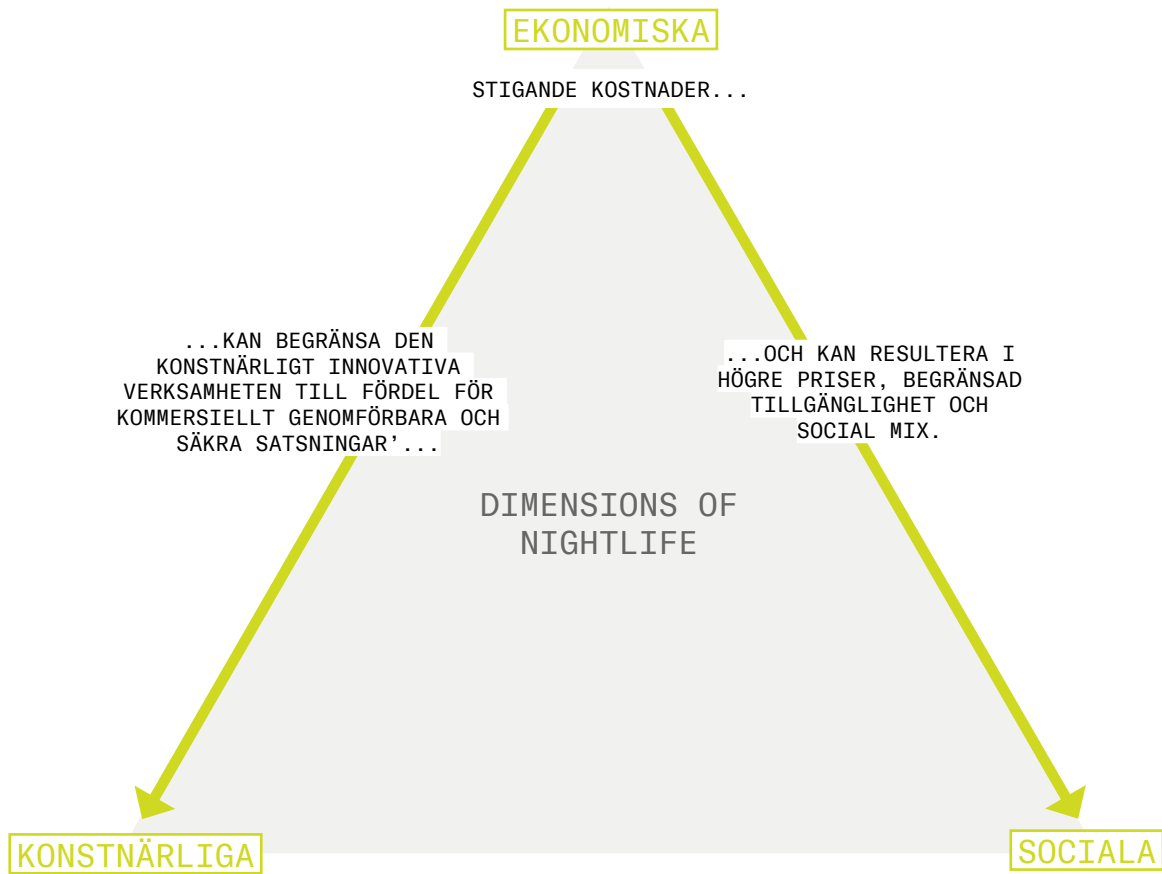 EKONOMISKA
STIGANDE KOSTNADER...
...KAN BEGRÄNSA DEN
KONSTNÄRLIGT INNOVATIVA
VERKSAMHETEN TILL FÖRDEL FÖR
KOMMERSIELLT GENOMFÖRBARA OCH
SÄKRA SATSNINGAR’...
...OCH KAN RESULTERA I
HÖGRE PRISER, BEGRÄNSAD
TILLGÄNGLIGHET OCH
SOCIAL MIX.
DIMENSIONS OF
NIGHTLIFE
KONSTNÄRLIGA
SOCIALA